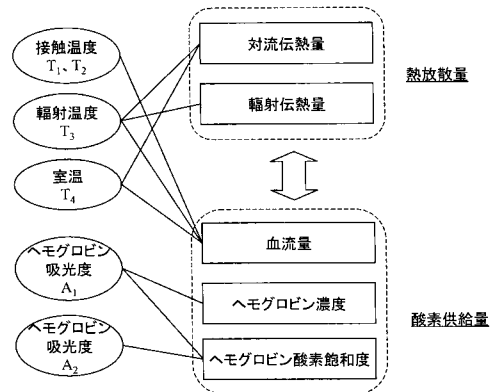 接触温度
T1、T2
輻射温度
T3
室温
T4
ヘモグロビン
吸光度
A1
ヘモグロビン
吸光度
A2
対流伝熱量
輻射伝熱量
熱放散量
血流量
ヘモグロビン濃度
ヘモグロビン酸素飽和度
酸素供給量